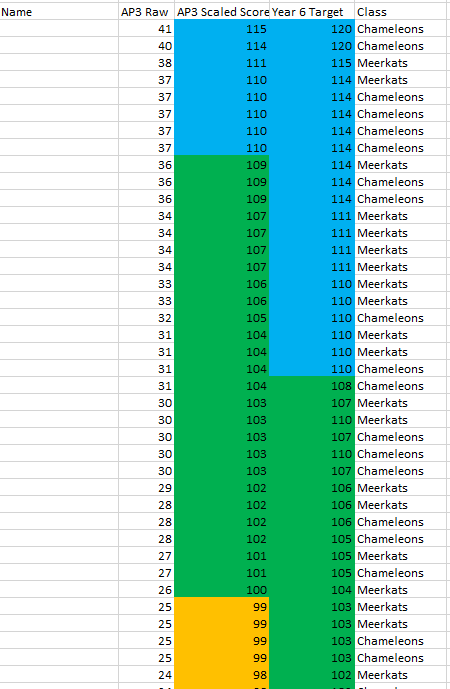 Name AP3 Raw AP3 Scaled Score Year 6 Target Class
41 115 120 Chameleons
40 114 120 Chameleons
38 111 115 Meerkats
37 110 114 Meerkats
37 110 114 Chameleons
37 110 114 Chameleons
37 110 114 Chameleons
37 110 114 Chameleons
36 109 114 Meerkats
36 109 114 Chameleons
36 109 114 Chameleons
34 107 111 Meerkats
34 107 111 Meerkats
34 107 111 Meerkats
34 107 111 Meerkats
33 106 110 Meerkats
33 106 110 Meerkats
32 105 110 Chameleons
31 104 110 Meerkats
31 104 110 Meerkats
31 104 110 Chameleons
31 104 108 Chameleons
30 103 107 Meerkats
30 103 110 Meerkats
30 103 107 Chameleons
30 103 110 Chameleons
30 103 107 Chameleons
29 102 106 Meerkats
28 102 106 Meerkats
28 102 106 Chameleons
28 102 105 Chameleons
27 101 105 Meerkats
27 101 105 Chameleons
26 100 104 Meerkats
25 99 103 Meerkats
25 99 103 Meerkats
25 99 103 Chameleons
25 99 103 Chameleons
24 98 102 Meerkats